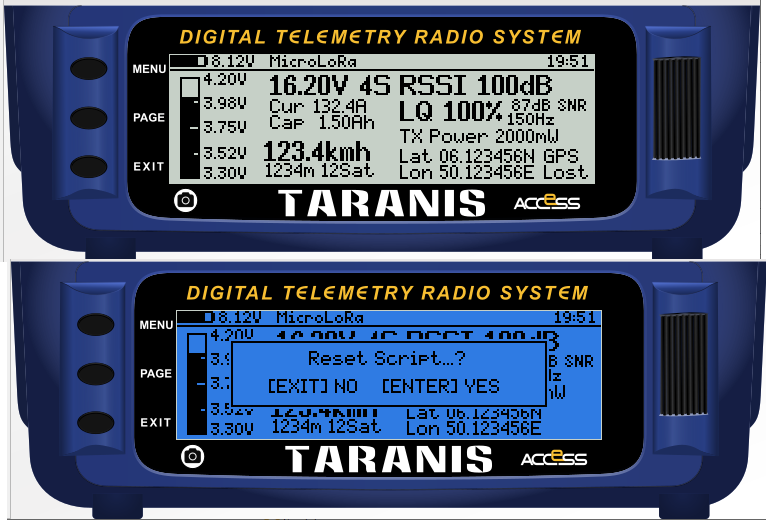 DIGITAL TELEMETRY RADIO SYSTEM
8.12V MicroLoRa 19:51
MENU
PAGE
EXIT
4.20V
3.98V
3.75V
3.52V
3.30V
16.20V 4S RSSI 100dB
Cur 132.4A LQ 100% 87dB SNR
Cap 1.50Ah 150Hz
TX Power 2000mW
123.4kmh Lat 06.123456N GPS
1234m 12Sat Lon 50.123456E Lost
TARANIS ACCeSS
DIGITAL TELEMETRY RADIO SYSTEM
8.12V MicroLoRa 19:51
MENU
PAGE
EXIT
Reset Script...?
[EXIT] NO [ENTER] YES
B SNR
Hz
mW
3.30V
Lat 06.123456N
1234m 12Sat Lon 50.123456E
TARANIS ACCeSS